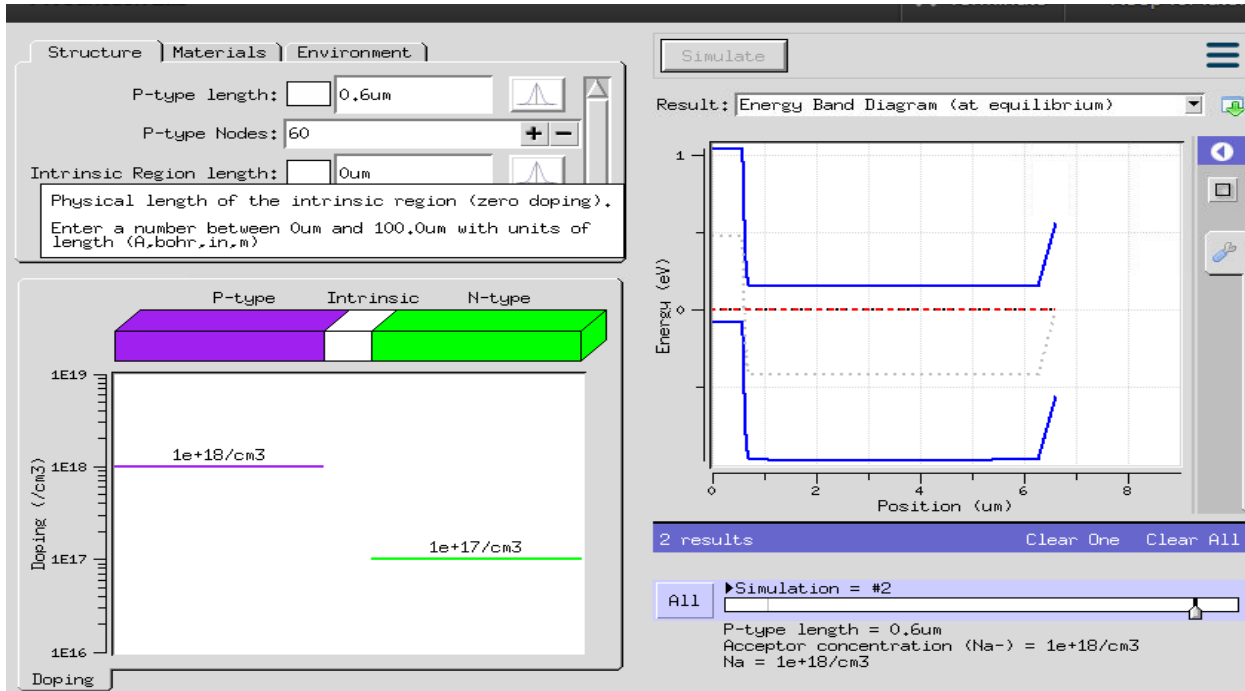 Structure Materials Environment
P-type length: 0.6um
P-type Nodes: 60 + −
Intrinsic Region length: 0um
Physical length of the intrinsic region (zero doping).
Enter a number between 0um and 100.0um with units of
length (A,bohr,in,m)
P-type Intrinsic N-type
1E19
1E18
1E17
1E16
Doping (/cm3)
1e+18/cm3
1e+17/cm3
Doping
Simulate
Result: Energy Band Diagram (at equilibrium)
1
0
Energy (eV)
0 2 4 6 8
Position (um)
2 results Clear One Clear All
All
Simulation = #2
P-type length = 0.6um
Acceptor concentration (Na-) = 1e+18/cm3
Na = 1e+18/cm3